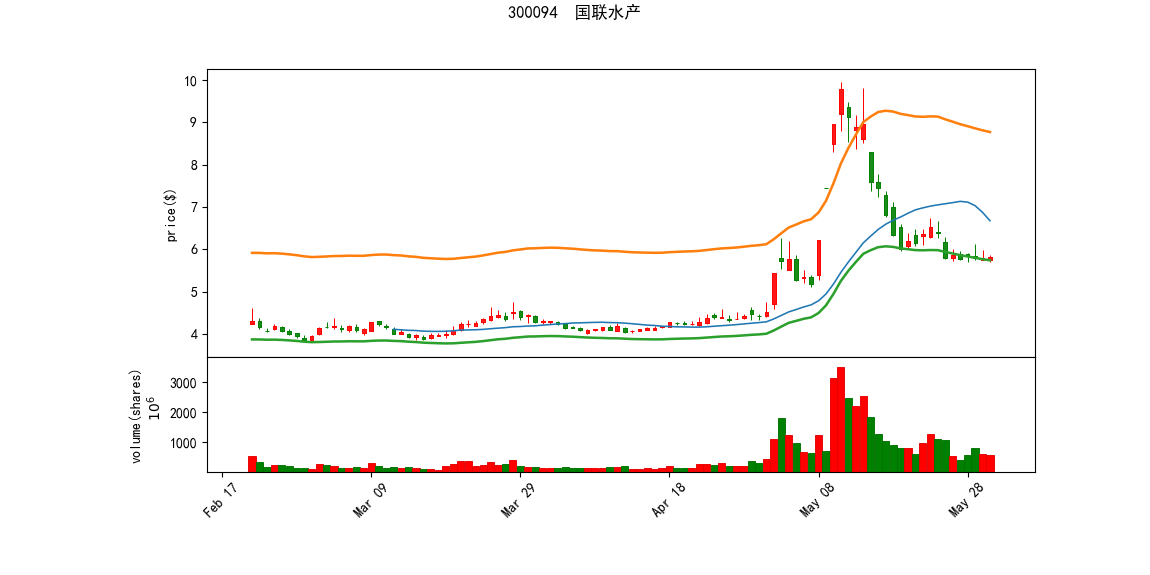 300094 国联水产
price($)
10
9
8
7
6
5
4
volume(shares)
10^6
3000
2000
1000
Feb 17
Mar 09
Mar 29
Apr 18
May 08
May 28